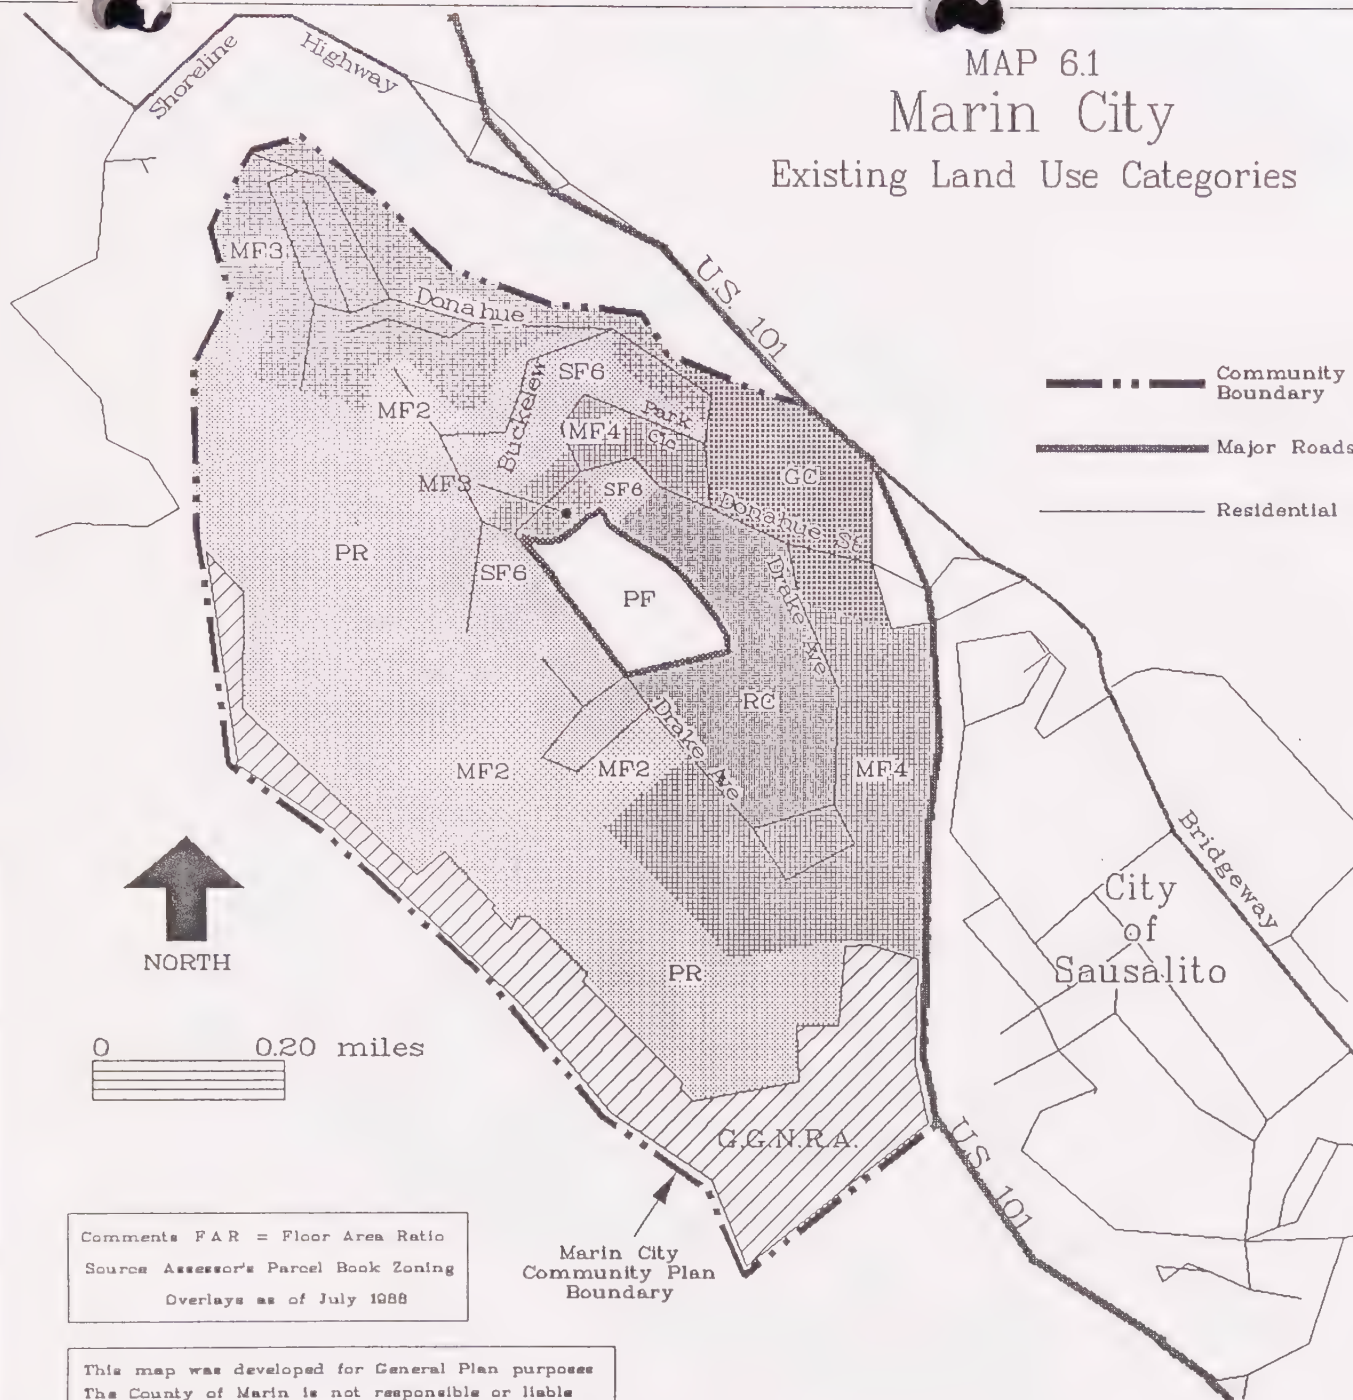 MAP 6.1
Marin City
Existing Land Use Categories
Shoreline
Highway
U.S. 101
Community
Boundary
Major Roads
Residential
MF3
Donahue
SF6
Buckelew
MF2
Park
Cir
MF4
MF3
SF6
GC
Donahue St
PR
SF6
PF
Drake Ave
RC
Drake Ave
MF2
MF2
MF4
Bridgeway
City
of
Sausalito
NORTH
PR
0 0.20 miles
G.G.N.R.A.
U.S. 101
Marin City
Community Plan
Boundary
Comments F A R = Floor Area Ratio
Source Assessor's Parcel Book Zoning
Overlays as of July 1988
This map was developed for General Plan purposes
The County of Marin is not responsible or liable